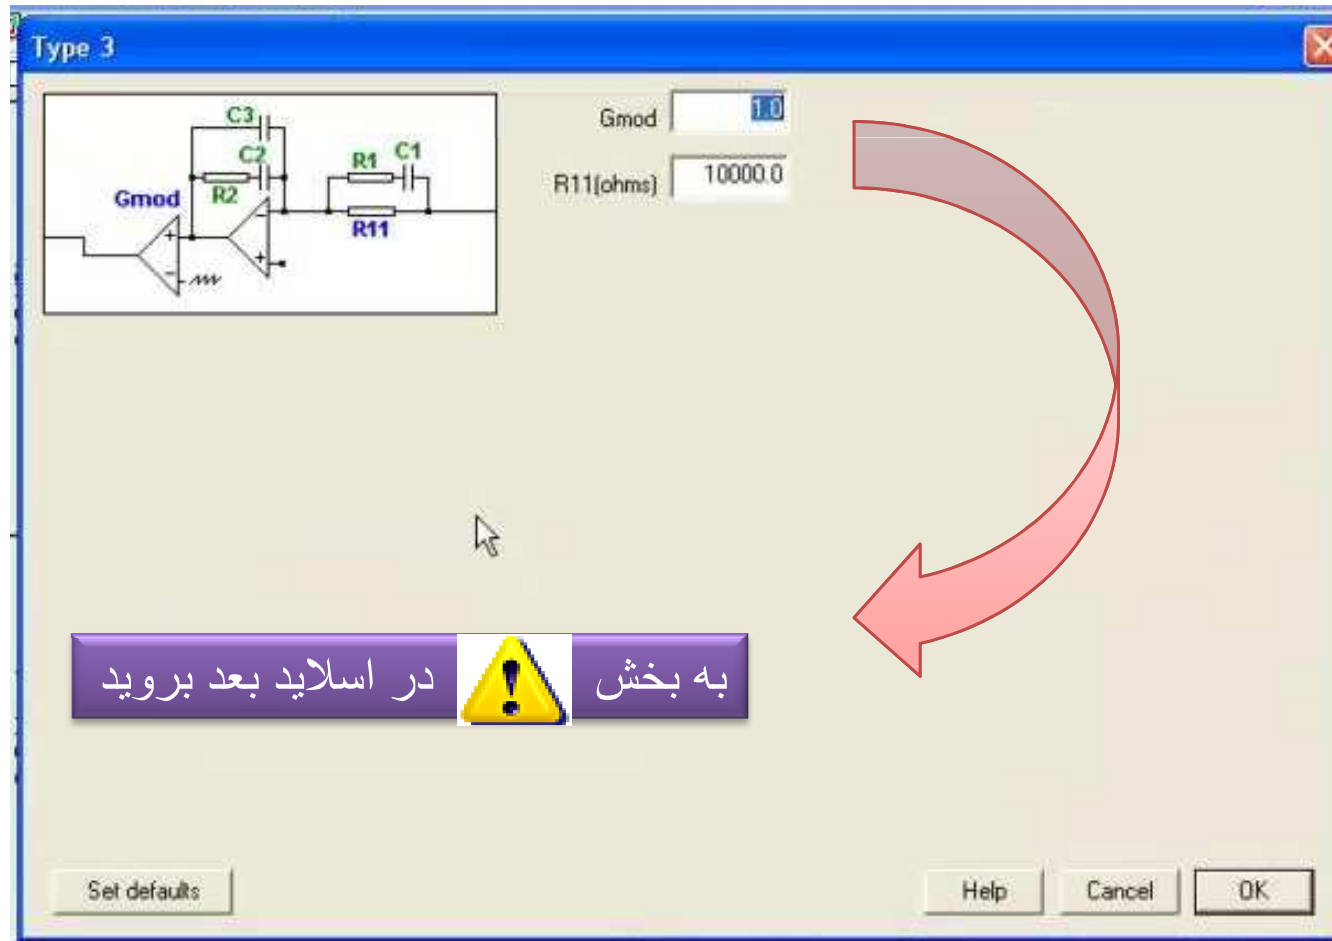 Type 3
C3
C2
R1 C1
R2
Gmod
R11
Gmod 1.0
R11(ohms) 10000.0
به بخش در اسلاید بعد بروید
Set defaults
Help
Cancel
OK